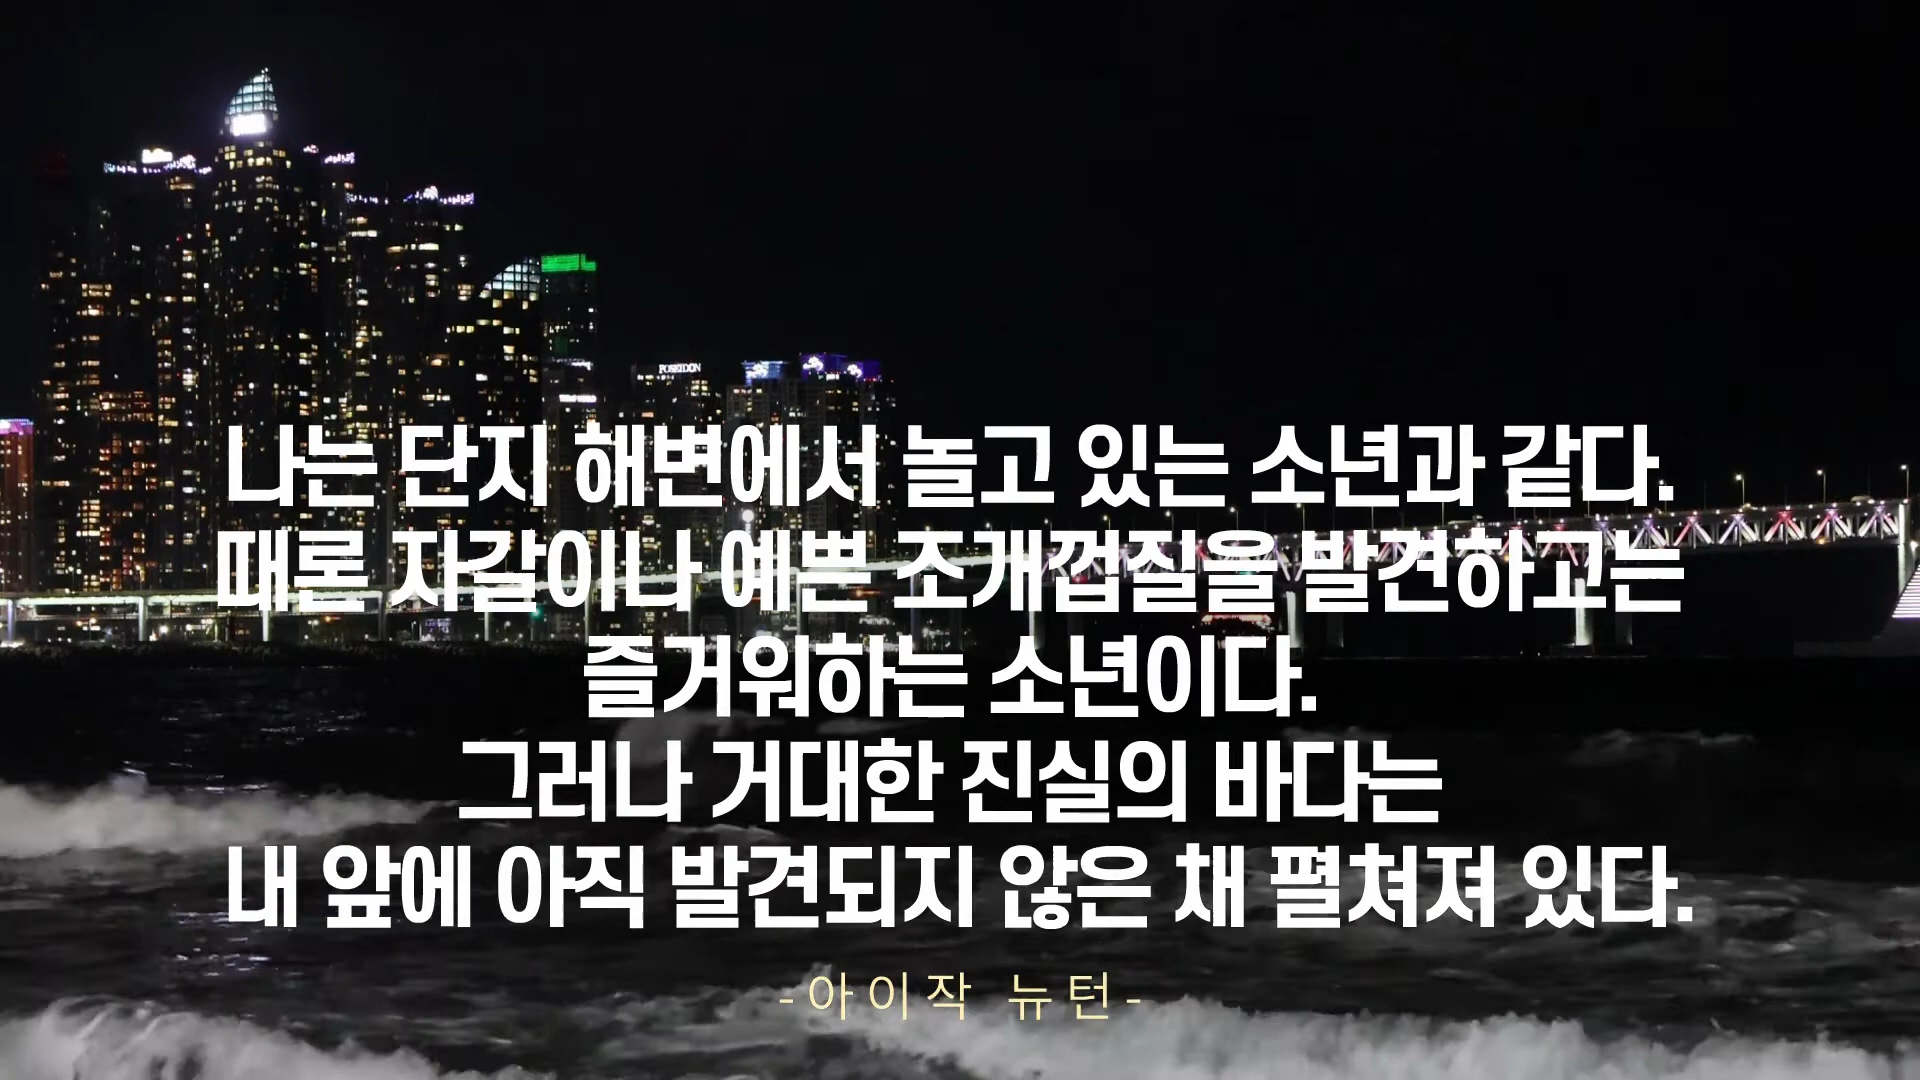 POSEIDON
나는 단지 해변에서 놀고 있는 소년과 같다.
때론 자갈이나 예쁜 조개껍질을 발견하고는
즐거워하는 소년이다.
그러나 거대한 진실의 바다는
내 앞에 아직 발견되지 않은 채 펼쳐져 있다.
-아이작 뉴턴-